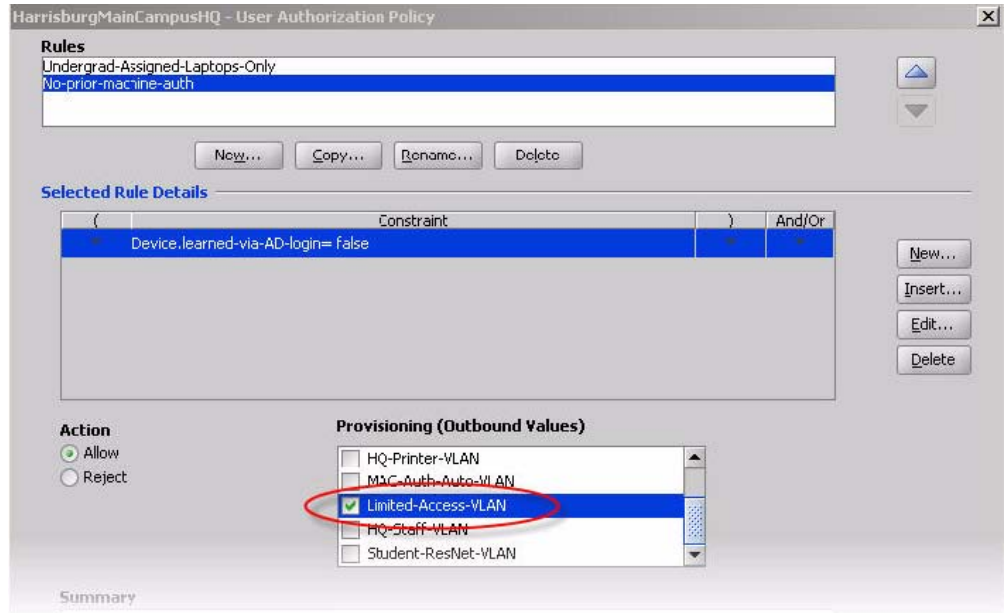 HarrisburgMainCampusHQ - User Authorization Policy
Rules
Undergrad-Assigned-Laptops-Only
No-prior-machine-auth
New...
Copy...
Rename...
Delete
Selected Rule Details
( Constraint ) And/Or
Device.learned-via-AD-login= false
New...
Insert...
Edit...
Delete
Action
Allow
Reject
Provisioning (Outbound Values)
HQ-Printer-VLAN
MAC-Auth-Auto-VLAN
Limited-Access-VLAN
HQ-Staff-VLAN
Student-ResNet-VLAN
Summary